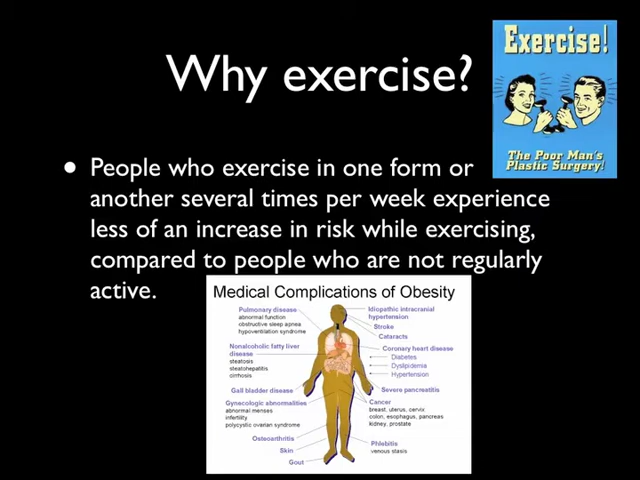 Why exercise?
Exercise!
The Poor Man's
Plastic Surgery!
• People who exercise in one form or
another several times per week experience
less of an increase in risk while exercising,
compared to people who are not regularly
active.
Medical Complications of Obesity
Pulmonary disease
abnormal function
obstructive sleep apnea
hypoventilation syndrome
Nonalcoholic fatty liver
disease
steatosis
steatohepatitis
cirrhosis
Gall bladder disease
Gynecologic abnormalities
abnormal menses
infertility
polycystic ovarian syndrome
Osteoarthritis
Skin
Gout
Idiopathic intracranial
hypertension
Stroke
Cataracts
Coronary heart disease
Diabetes
Dyslipidemia
Hypertension
Severe pancreatitis
Cancer
breast, uterus, cervix
colon, esophagus, pancreas
kidney, prostate
Phlebitis
venous stasis